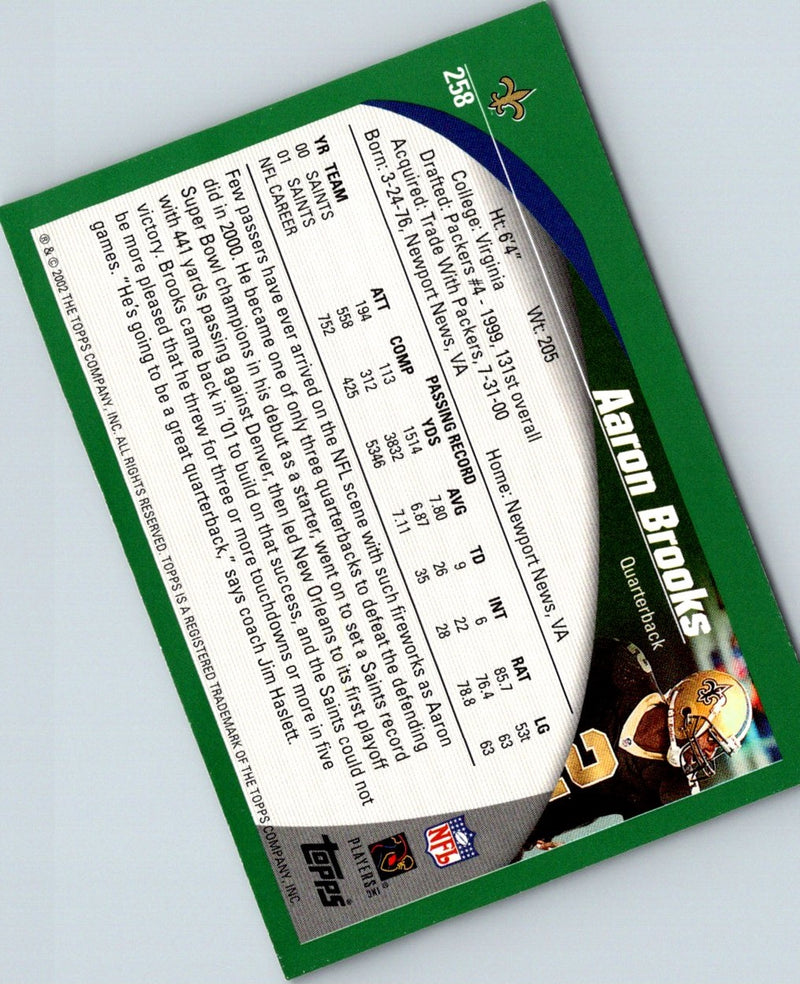 258
Aaron Brooks
Quarterback
Ht: 6'4" Wt: 205
College: Virginia
Drafted: Packers #4 - 1999, 131st overall
Acquired: Trade With Packers, 7-31-00
Born: 3-24-76, Newport News, VA Home: Newport News, VA
PASSING RECORD
YR TEAM ATT COMP YDS AVG TD INT RAT LG
00 SAINTS 194 113 1514 7.80 9 6 85.7 53t
01 SAINTS 558 312 3832 6.87 26 22 76.4 63
NFL CAREER 752 425 5346 7.11 35 28 78.8 63
Few passers have ever arrived on the NFL scene with such fireworks as Aaron
did in 2000. He became one of only three quarterbacks to defeat the defending
Super Bowl champions in his debut as a starter, went on to set a Saints record
with 441 yards passing against Denver, then led New Orleans to its first playoff
victory. Brooks came back in '01 to build on that success, and the Saints could not
be more pleased that he threw for three or more touchdowns or more in five
games. "He's going to be a great quarterback," says coach Jim Haslett.
® & © 2002 THE TOPPS COMPANY, INC. ALL RIGHTS RESERVED. TOPPS IS A REGISTERED TRADEMARK OF THE TOPPS COMPANY, INC.
2
2
NFL
PLAYERS INC
topps®